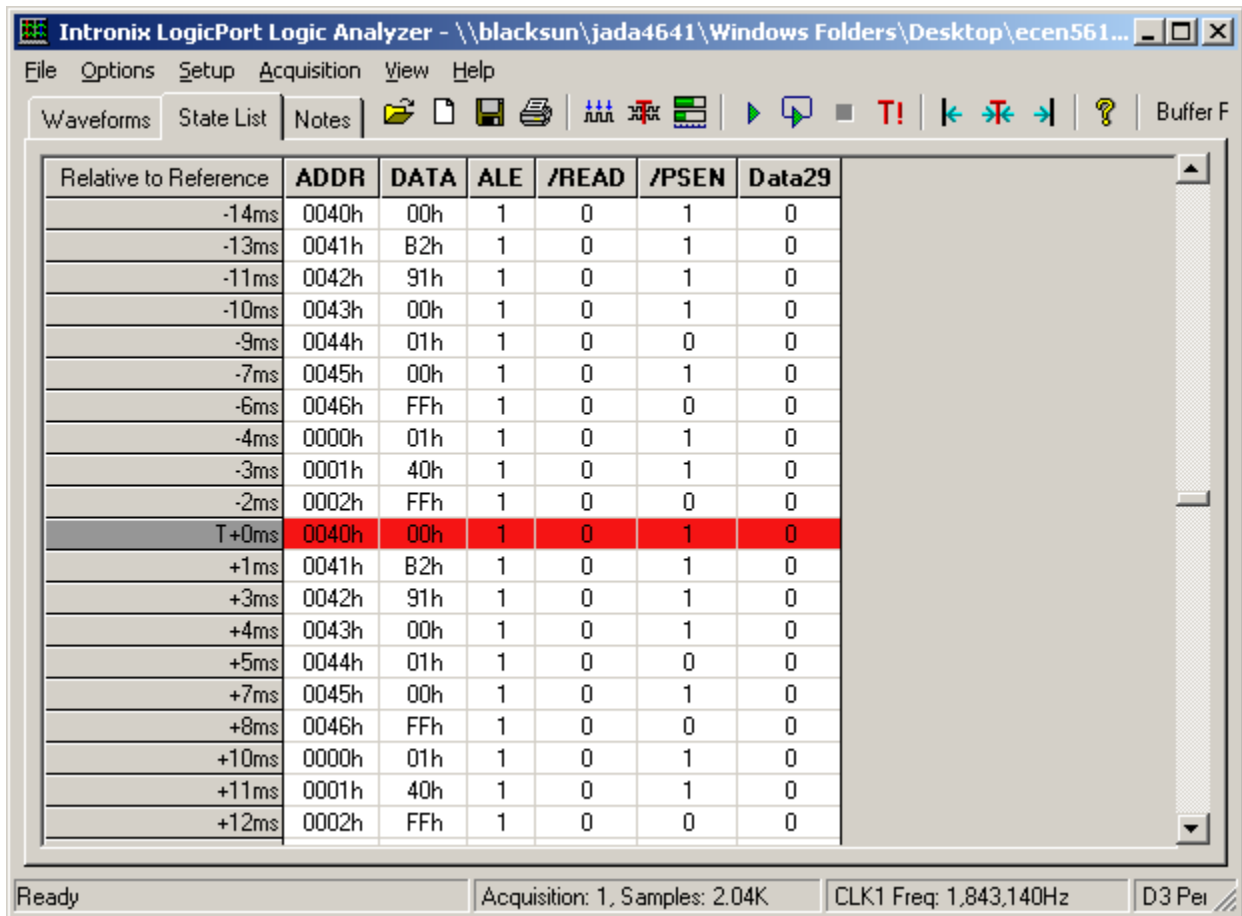 Intronix LogicPort Logic Analyzer - \\blacksun\jada4641\Windows Folders\Desktop\ecen561...
File Options Setup Acquisition View Help
Waveforms State List Notes T! T ? Buffer F
Relative to Reference ADDR DATA ALE /READ /PSEN Data29
-14ms 0040h 00h 1 0 1 0
-13ms 0041h B2h 1 0 1 0
-11ms 0042h 91h 1 0 1 0
-10ms 0043h 00h 1 0 1 0
-9ms 0044h 01h 1 0 0 0
-7ms 0045h 00h 1 0 1 0
-6ms 0046h FFh 1 0 0 0
-4ms 0000h 01h 1 0 1 0
-3ms 0001h 40h 1 0 1 0
-2ms 0002h FFh 1 0 0 0
T+0ms 0040h 00h 1 0 1 0
+1ms 0041h B2h 1 0 1 0
+3ms 0042h 91h 1 0 1 0
+4ms 0043h 00h 1 0 1 0
+5ms 0044h 01h 1 0 0 0
+7ms 0045h 00h 1 0 1 0
+8ms 0046h FFh 1 0 0 0
+10ms 0000h 01h 1 0 1 0
+11ms 0001h 40h 1 0 1 0
+12ms 0002h FFh 1 0 0 0
Ready Acquisition: 1, Samples: 2.04K CLK1 Freq: 1,843,140Hz D3 Per